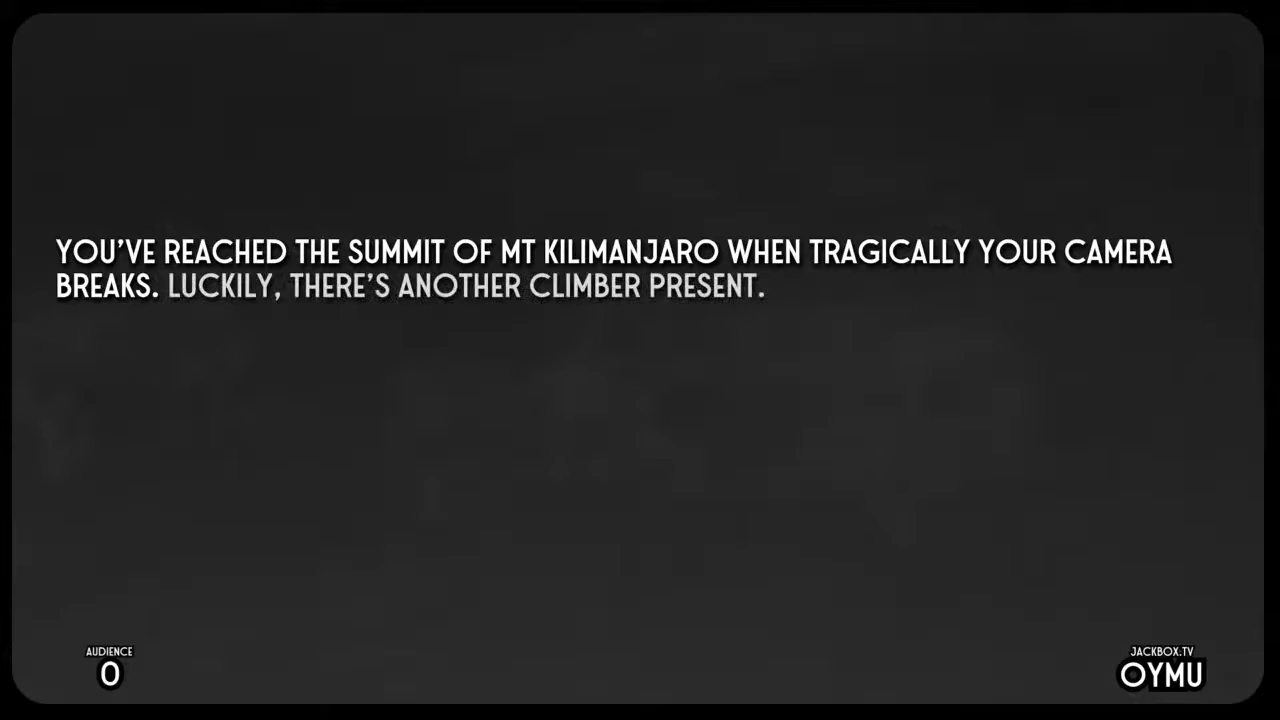 YOU'VE REACHED THE SUMMIT OF MT KILIMANJARO WHEN TRAGICALLY YOUR CAMERA
BREAKS. LUCKILY, THERE'S ANOTHER CLIMBER PRESENT.
AUDIENCE
0
JACKBOX.TV
OYMU